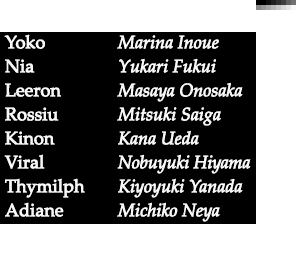 Yoko Marina Inoue
Nia Yukari Fukui
Leeron Masaya Onosaka
Rossiu Mitsuki Saiga
Kinon Kana Ueda
Viral Nobuyuki Hiyama
Thymilph Kiyoyuki Yanada
Adiane Michiko Neya